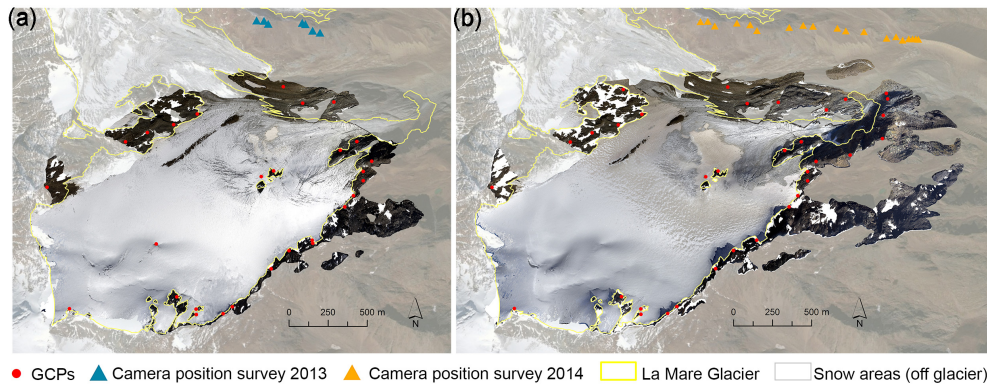 (a) (b)
0 250 500 m N 0 250 500 m N
GCPs Camera position survey 2013 Camera position survey 2014 La Mare Glacier Snow areas (off glacier)